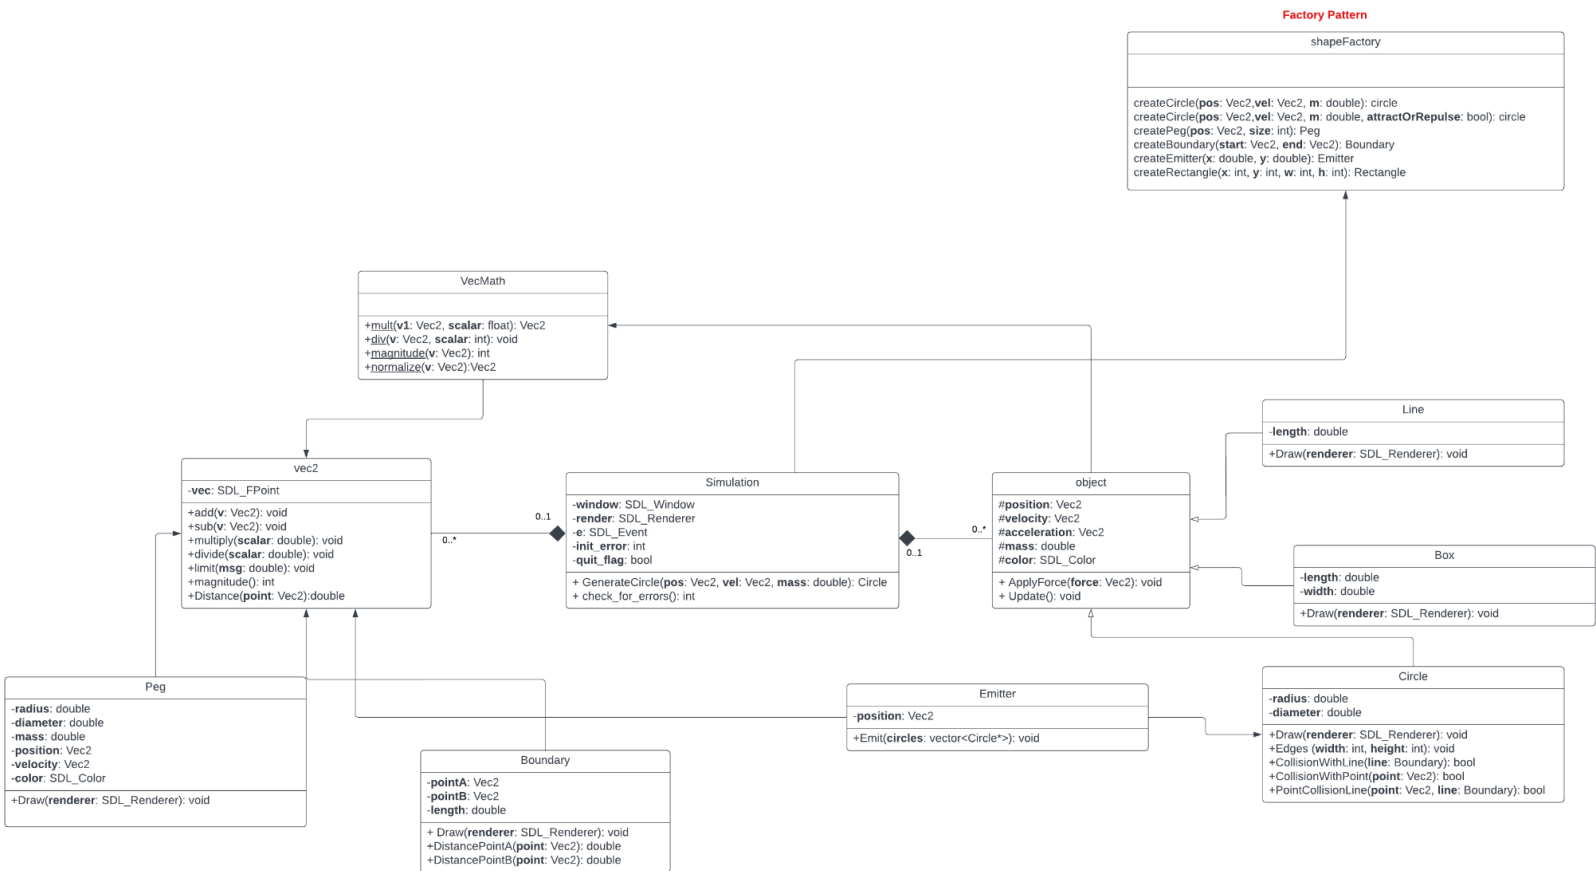 Factory Pattern
shapeFactory
createCircle(pos: Vec2,vel: Vec2, m: double): circle
createCircle(pos: Vec2,vel: Vec2, m: double, attractOrRepulse: bool): circle
createPeg(pos: Vec2, size: int): Peg
createBoundary(start: Vec2, end: Vec2): Boundary
createEmitter(x: double, y: double): Emitter
createRectangle(x: int, y: int, w: int, h: int): Rectangle
VecMath
+mult(v1: Vec2, scalar: float): Vec2
+div(v: Vec2, scalar: int): void
+magnitude(v: Vec2): int
+normalize(v: Vec2):Vec2
Line
-length: double
+Draw(renderer: SDL_Renderer): void
vec2
-vec: SDL_FPoint
+add(v: Vec2): void
+sub(v: Vec2): void
+multiply(scalar: double): void
+divide(scalar: double): void
+limit(msg: double): void
+magnitude(): int
+Distance(point: Vec2):double
0..*
0..1
Simulation
-window: SDL_Window
-render: SDL_Renderer
-e: SDL_Event
-init_error: int
-quit_flag: bool
+ GenerateCircle(pos: Vec2, vel: Vec2, mass: double): Circle
+ check_for_errors(): int
0..1
0..*
object
#position: Vec2
#velocity: Vec2
#acceleration: Vec2
#mass: double
#color: SDL_Color
+ ApplyForce(force: Vec2): void
+ Update(): void
Box
-length: double
-width: double
+Draw(renderer: SDL_Renderer): void
Peg
-radius: double
-diameter: double
-mass: double
-position: Vec2
-velocity: Vec2
-color: SDL_Color
+Draw(renderer: SDL_Renderer): void
Boundary
-pointA: Vec2
-pointB: Vec2
-length: double
+ Draw(renderer: SDL_Renderer): void
+DistancePointA(point: Vec2): double
+DistancePointB(point: Vec2): double
Emitter
-position: Vec2
+Emit(circles: vector<Circle*>): void
Circle
-radius: double
-diameter: double
+Draw(renderer: SDL_Renderer): void
+Edges (width: int, height: int): void
+CollisionWithLine(line: Boundary): bool
+CollisionWithPoint(point: Vec2): bool
+PointCollisionLine(point: Vec2, line: Boundary): bool